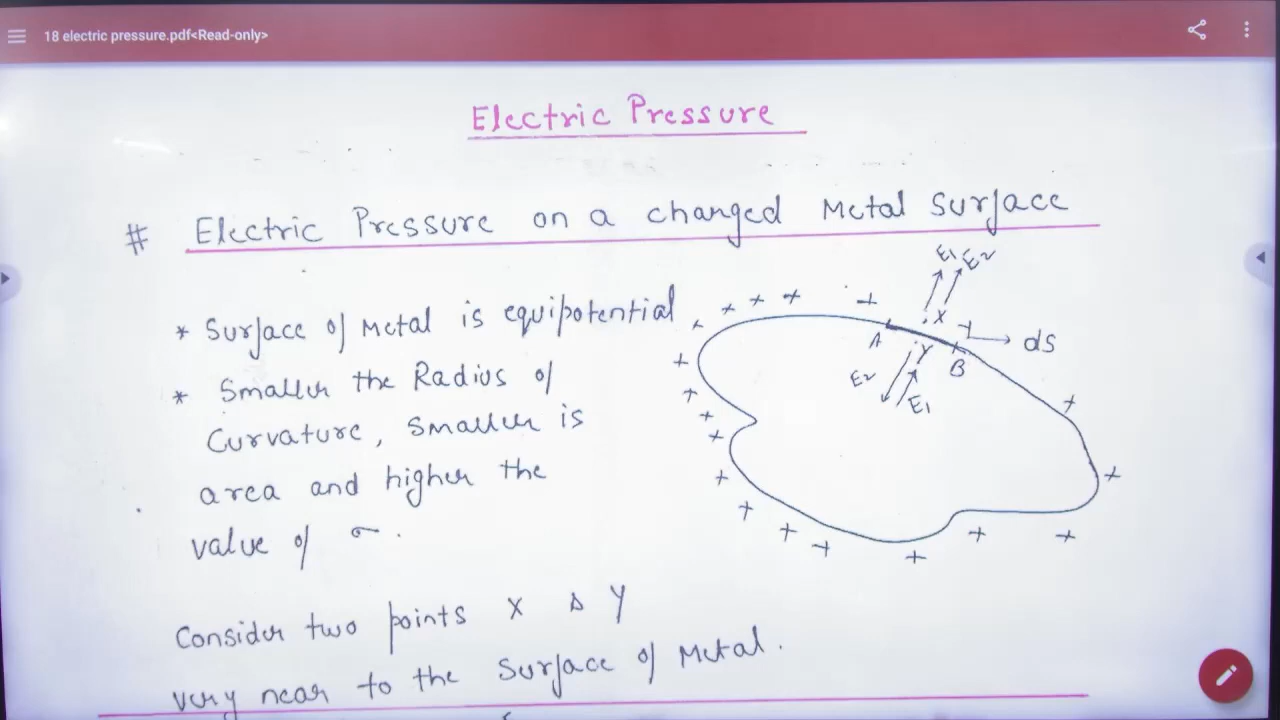 18 electric pressure.pdf<Read-only>
Electric Pressure
# Electric Pressure on a changed Metal Surface
* Surface of Metal is equipotential,
* Smaller the Radius of
Curvature, Smaller is
area and higher the
value of σ.
E1 E2
X
A
Y
B
dS
E2
E1
Consider two points X & Y
very near to the Surface of Metal.